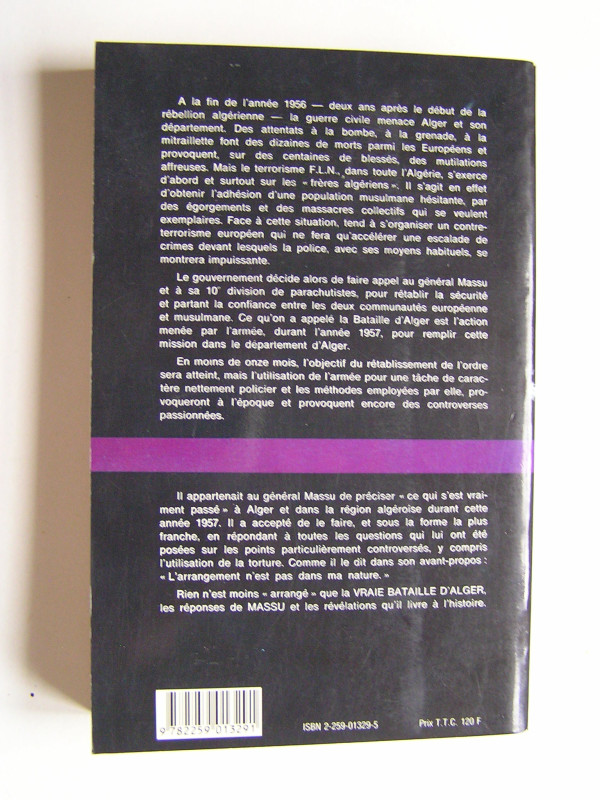 A la fin de l'année 1956 — deux ans après le début de la
rébellion algérienne — la guerre civile menace Alger et son
département. Des attentats à la bombe, à la grenade, à la
mitraillette font des dizaines de morts parmi les Européens et
provoquent, sur des centaines de blessés, des mutilations
affreuses. Mais le terrorisme F.L.N., dans toute l'Algérie, s'exerce
d'abord et surtout sur les « frères algériens ». Il s'agit en effet
d'obtenir l'adhésion d'une population musulmane hésitante, par
des égorgements et des massacres collectifs qui se veulent
exemplaires. Face à cette situation, tend à s'organiser un contre-
terrorisme européen qui ne fera qu'accélérer une escalade de
crimes devant lesquels la police, avec ses moyens habituels, se
montrera impuissante.
Le gouvernement décide alors de faire appel au général Massu
et à sa 10e division de parachutistes, pour rétablir la sécurité
et partant la confiance entre les deux communautés européenne
et musulmane. Ce qu'on a appelé la Bataille d'Alger est l'action
menée par l'armée, durant l'année 1957, pour remplir cette
mission dans le département d'Alger.
En moins de onze mois, l'objectif du rétablissement de l'ordre
sera atteint, mais l'utilisation de l'armée pour une tâche de carac-
tère nettement policier et les méthodes employées par elle, pro-
voqueront à l'époque et provoquent encore des controverses
passionnées.
Il appartenait au général Massu de préciser « ce qui s'est vrai-
ment passé » à Alger et dans la région algéroise durant cette
année 1957. Il a accepté de le faire, et sous la forme la plus
franche, en répondant à toutes les questions qui lui ont été
posées sur les points particulièrement controversés, y compris
l'utilisation de la torture. Comme il le dit dans son avant-propos :
« L'arrangement n'est pas dans ma nature. »
Rien n'est moins « arrangé » que la VRAIE BATAILLE D'ALGER,
les réponses de MASSU et les révélations qu'il livre à l'histoire.
9 782259 013291
ISBN 2-259-01329-5
Prix T.T.C. 120 F